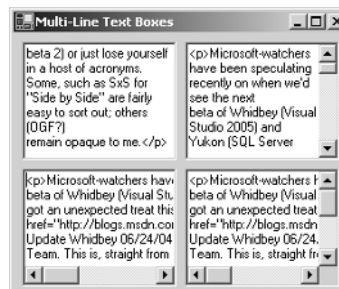 Multi-Line Text Boxes
beta 2) or just lose yourself
in a host of acronyms.
Some, such as SxS for
"Side by Side" are fairly
easy to sort out; others
(OGF?)
remain opaque to me.</p>
<p>Microsoft-watchers
have been speculating
recently on when we'd
see the next
beta of Whidbey (Visual
Studio 2005) and
Yukon (SQL Server
<p>Microsoft-watchers hav
beta of Whidbey (Visual Stu
got an unexpected treat this
href="http://blogs.msdn.co
Update Whidbey 06/24/04
Team. This is, straight from
<p>Microsoft-watchers h
beta of Whidbey (Visual
got an unexpected treat
href="http://blogs.msdn.
Update Whidbey 06/24.
Team. This is, straight fr